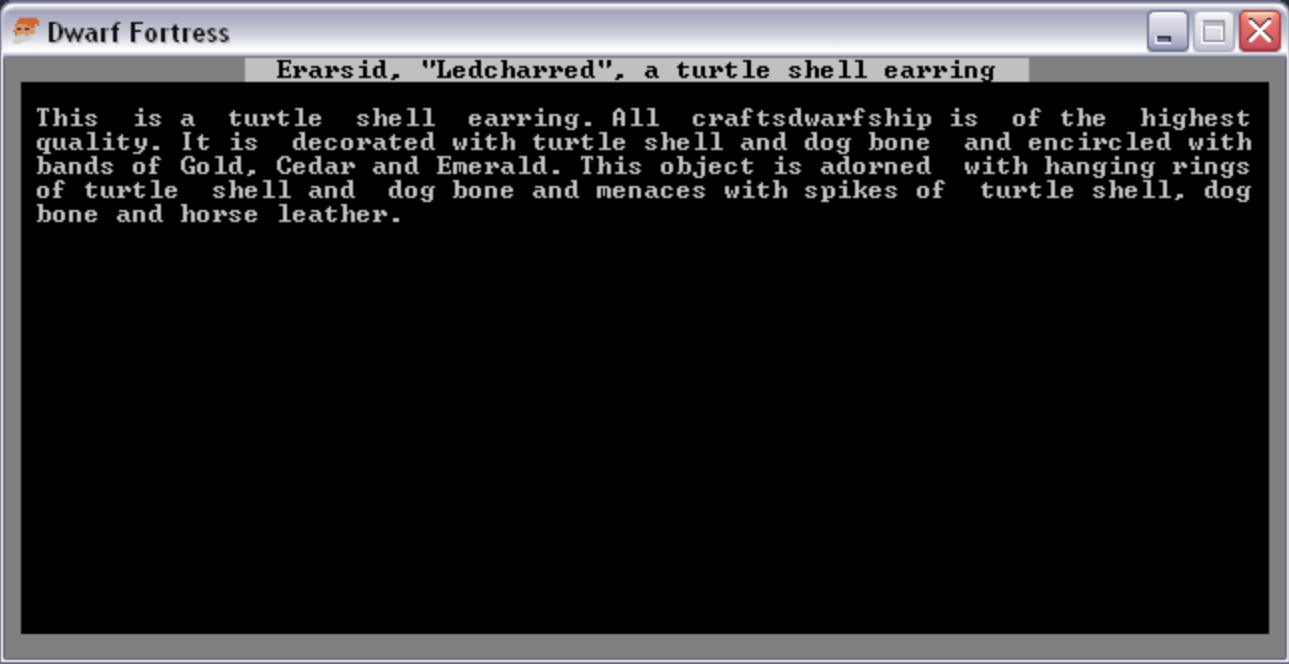 Dwarf Fortress
Erarsid, "Ledcharred", a turtle shell earring
This is a turtle shell earring. All craftsdwarfship is of the highest
quality. It is decorated with turtle shell and dog bone and encircled with
bands of Gold, Cedar and Emerald. This object is adorned with hanging rings
of turtle shell and dog bone and menaces with spikes of turtle shell, dog
bone and horse leather.